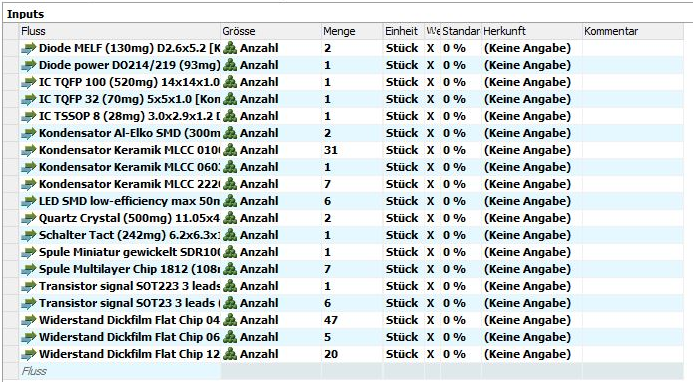 Inputs
Fluss Grösse Menge Einheit We Standar Herkunft Kommentar
Diode MELF (130mg) D2.6x5.2 [K Anzahl 2 Stück X 0 % (Keine Angabe)
Diode power DO214/219 (93mg) Anzahl 1 Stück X 0 % (Keine Angabe)
IC TQFP 100 (520mg) 14x14x1.0 Anzahl 1 Stück X 0 % (Keine Angabe)
IC TQFP 32 (70mg) 5x5x1.0 [Kon Anzahl 1 Stück X 0 % (Keine Angabe)
IC TSSOP 8 (28mg) 3.0x2.9x1.2 Anzahl 1 Stück X 0 % (Keine Angabe)
Kondensator Al-Elko SMD (300m Anzahl 2 Stück X 0 % (Keine Angabe)
Kondensator Keramik MLCC 010 Anzahl 31 Stück X 0 % (Keine Angabe)
Kondensator Keramik MLCC 060 Anzahl 1 Stück X 0 % (Keine Angabe)
Kondensator Keramik MLCC 222 Anzahl 7 Stück X 0 % (Keine Angabe)
LED SMD low-efficiency max 50m Anzahl 6 Stück X 0 % (Keine Angabe)
Quartz Crystal (500mg) 11.05x4 Anzahl 2 Stück X 0 % (Keine Angabe)
Schalter Tact (242mg) 6.2x6.3x Anzahl 1 Stück X 0 % (Keine Angabe)
Spule Miniatur gewickelt SDR100 Anzahl 1 Stück X 0 % (Keine Angabe)
Spule Multilayer Chip 1812 (108m Anzahl 7 Stück X 0 % (Keine Angabe)
Transistor signal SOT223 3 leads Anzahl 1 Stück X 0 % (Keine Angabe)
Transistor signal SOT23 3 leads ( Anzahl 6 Stück X 0 % (Keine Angabe)
Widerstand Dickfilm Flat Chip 04 Anzahl 47 Stück X 0 % (Keine Angabe)
Widerstand Dickfilm Flat Chip 06 Anzahl 5 Stück X 0 % (Keine Angabe)
Widerstand Dickfilm Flat Chip 12 Anzahl 20 Stück X 0 % (Keine Angabe)
Fluss